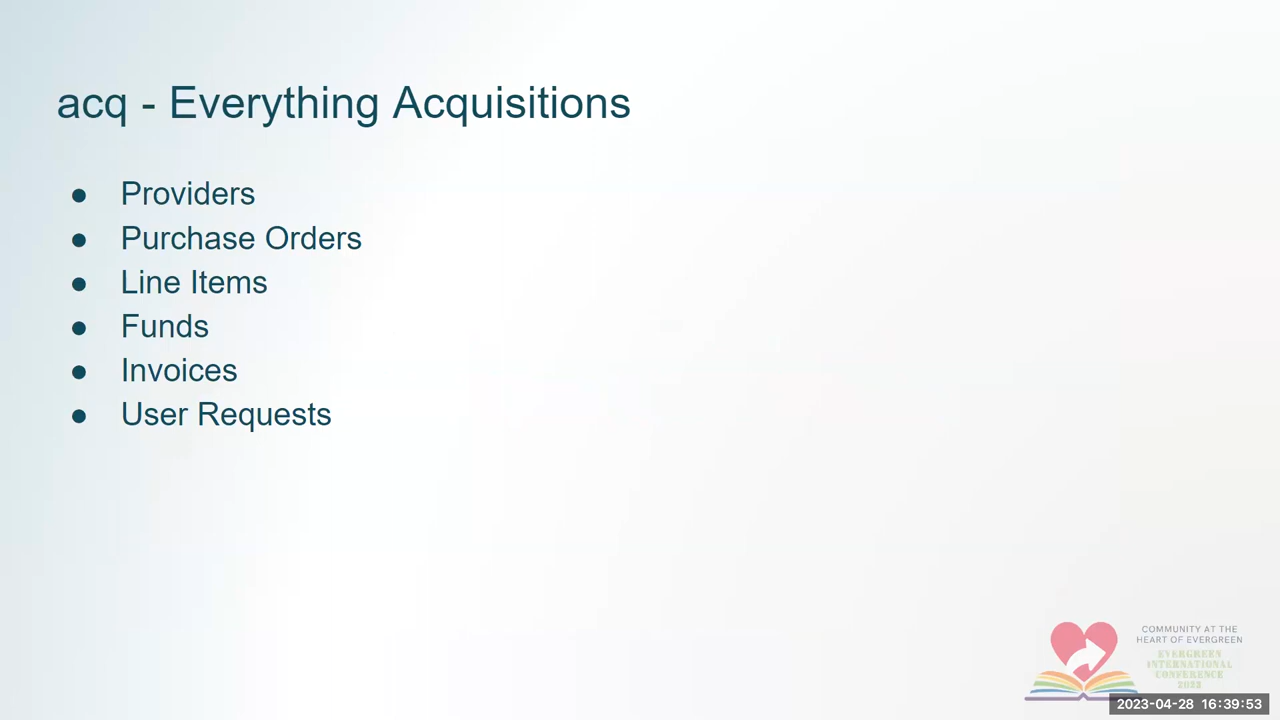 acq - Everything Acquisitions
● Providers
● Purchase Orders
● Line Items
● Funds
● Invoices
● User Requests
COMMUNITY AT THE
HEART OF EVERGREEN
EVERGREEN
INTERNATIONAL
CONFERENCE
2023
2023-04-28 16:39:53